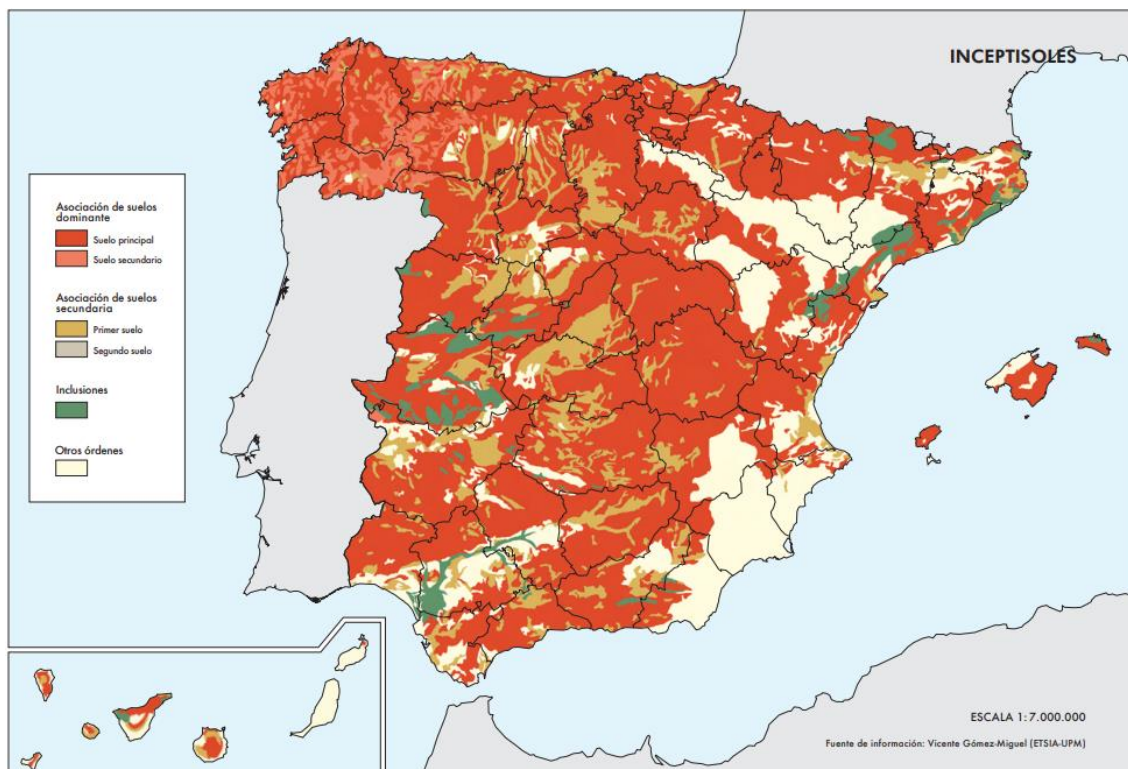 INCEPTISOLES
Asociación de suelos
dominante
Suelo principal
Suelo secundario
Asociación de suelos
secundaria
Primer suelo
Segundo suelo
Inclusiones
Otros órdenes
ESCALA 1: 7.000.000
Fuente de información: Vicente Gómez-Miguel (ETSIA-UPM)